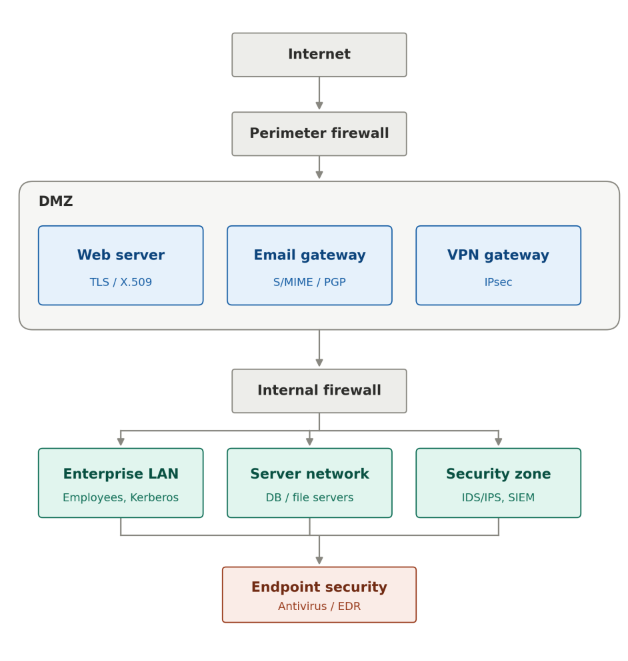 Internet
Perimeter firewall
DMZ
Web server
TLS / X.509
Email gateway
S/MIME / PGP
VPN gateway
IPsec
Internal firewall
Enterprise LAN
Employees, Kerberos
Server network
DB / file servers
Security zone
IDS/IPS, SIEM
Endpoint security
Antivirus / EDR